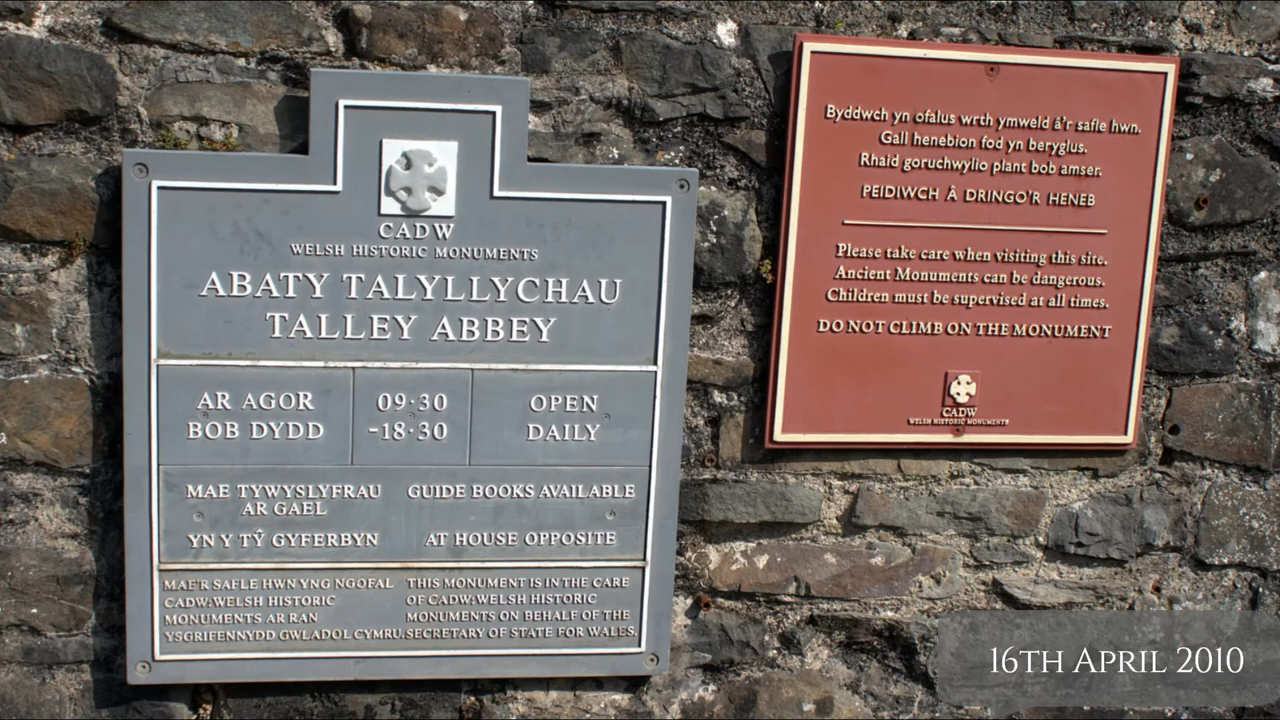 CADW
WELSH HISTORIC MONUMENTS
ABATY TALYLLYCHAU
TALLEY ABBEY
AR AGOR
BOB DYDD
09·30
-18·30
OPEN
DAILY
MAE TYWYSLYFRAU
AR GAEL
YN Y TŶ GYFERBYN
GUIDE BOOKS AVAILABLE
AT HOUSE OPPOSITE
MAE'R SAFLE HWN YNG NGOFAL
CADW:WELSH HISTORIC
MONUMENTS AR RAN
YSGRIFENNYDD GWLADOL CYMRU.
THIS MONUMENT IS IN THE CARE
OF CADW:WELSH HISTORIC
MONUMENTS ON BEHALF OF THE
SECRETARY OF STATE FOR WALES.
Byddwch yn ofalus wrth ymweld â'r safle hwn.
Gall henebion fod yn beryglus.
Rhaid goruchwylio plant bob amser.
PEIDIWCH Â DRINGO'R HENEB
Please take care when visiting this site.
Ancient Monuments can be dangerous.
Children must be supervised at all times.
DO NOT CLIMB ON THE MONUMENT
CADW
WELSH HISTORIC MONUMENTS
16th April 2010